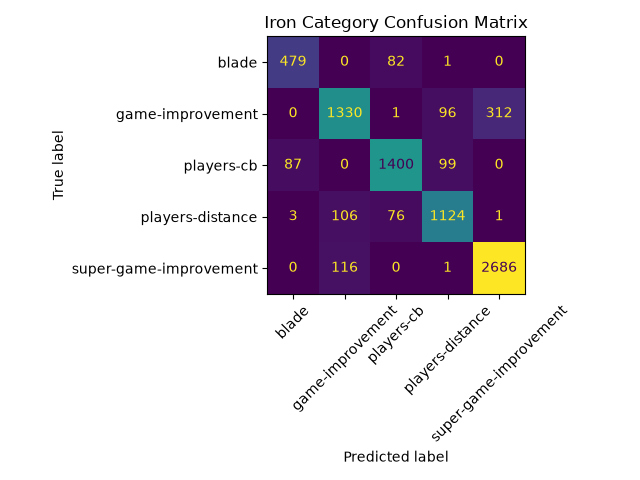 Iron Category Confusion Matrix
True label
blade 479 0 82 1 0
game-improvement 0 1330 1 96 312
players-cb 87 0 1400 99 0
players-distance 3 106 76 1124 1
super-game-improvement 0 116 0 1 2686
blade game-improvement players-cb players-distance super-game-improvement
Predicted label